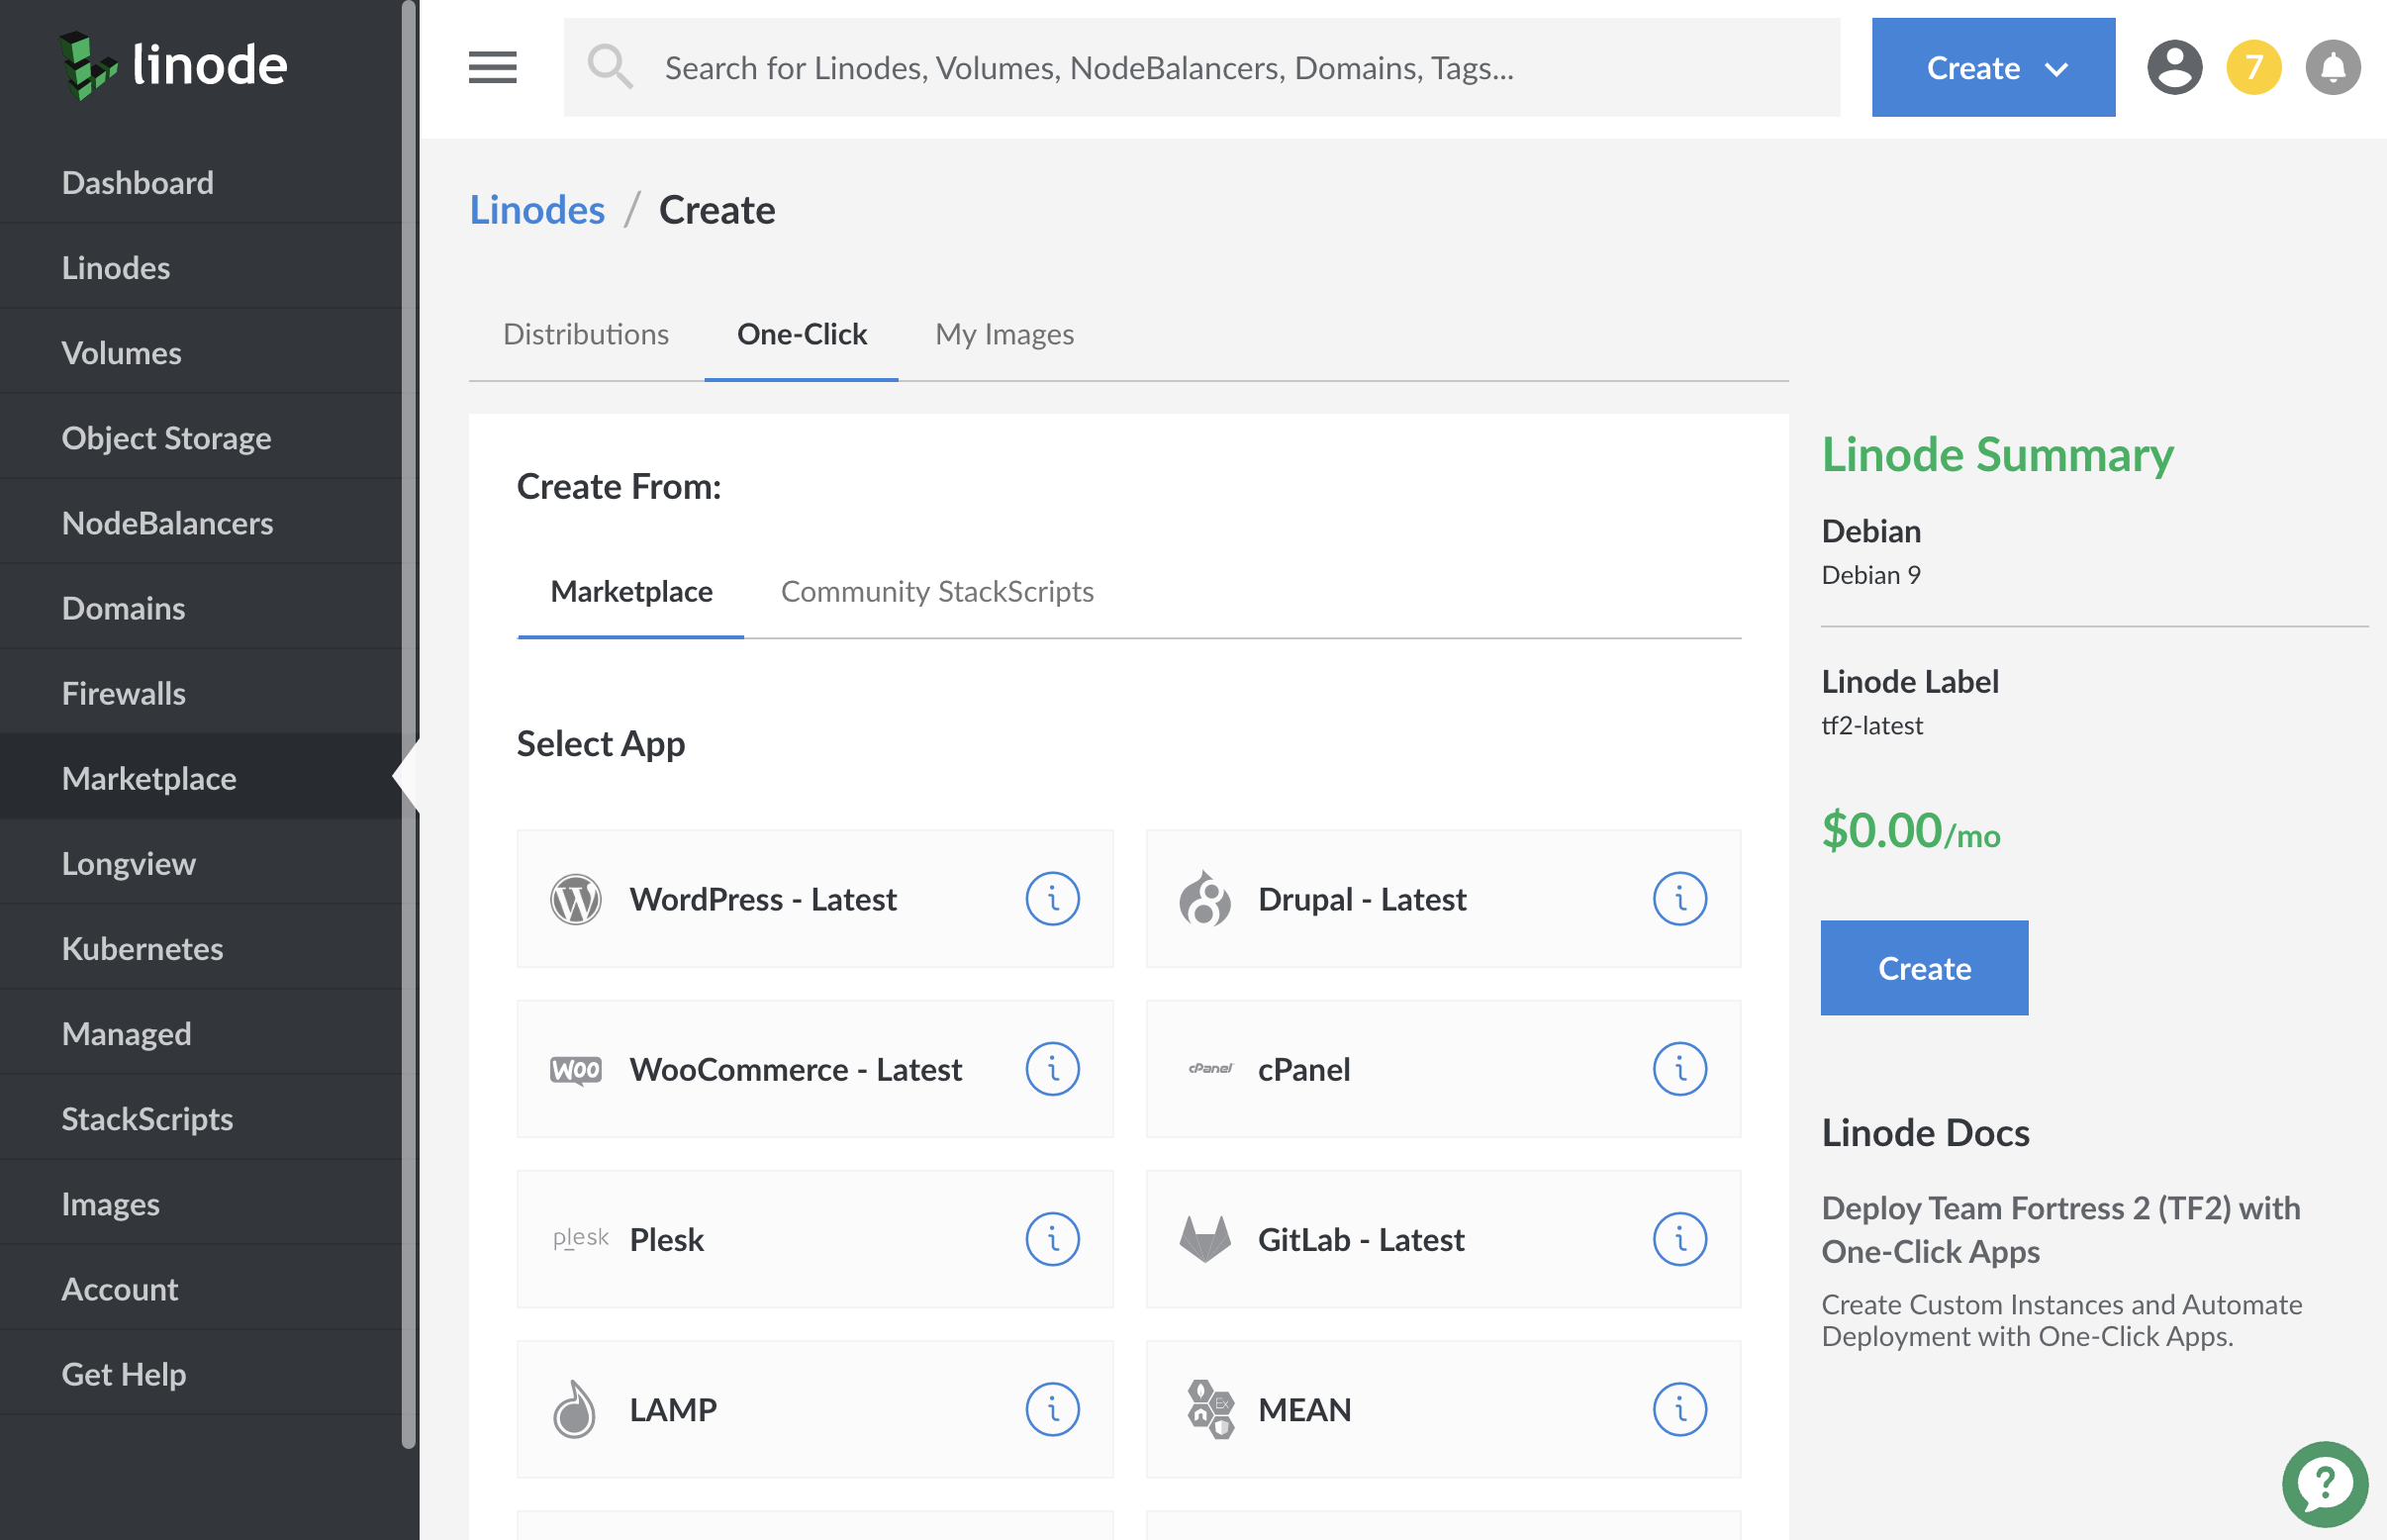 linode
Search for Linodes, Volumes, NodeBalancers, Domains, Tags...
Create
7
Dashboard
Linodes
Volumes
Object Storage
NodeBalancers
Domains
Firewalls
Marketplace
Longview
Kubernetes
Managed
StackScripts
Images
Account
Get Help
Linodes / Create
Distributions One-Click My Images
Create From:
Marketplace Community StackScripts
Select App
WordPress - Latest
Drupal - Latest
woo WooCommerce - Latest
cPanel cPanel
plesk Plesk
GitLab - Latest
LAMP
MEAN
Linode Summary
Debian
Debian 9
Linode Label
tf2-latest
$0.00/mo
Create
Linode Docs
Deploy Team Fortress 2 (TF2) with
One-Click Apps
Create Custom Instances and Automate
Deployment with One-Click Apps.